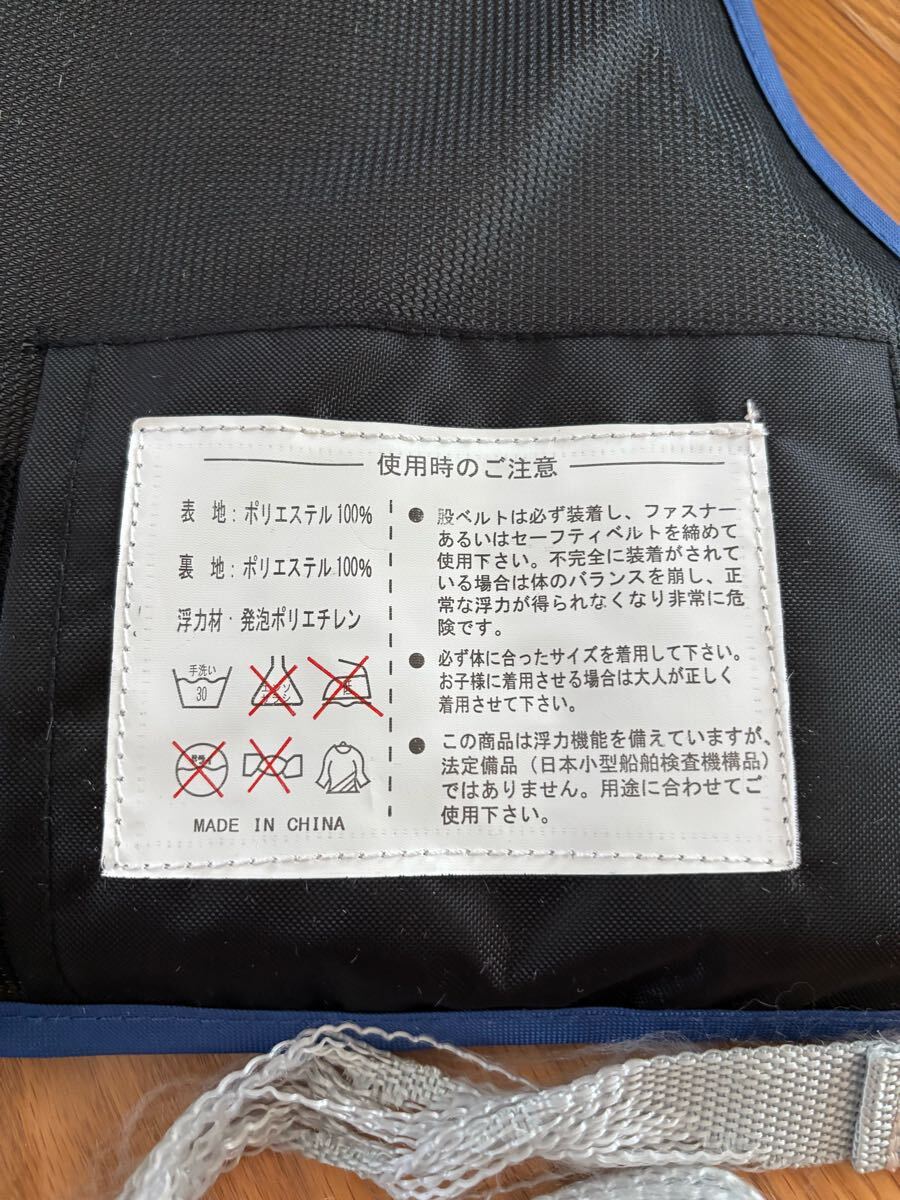 使用時のご注意
表 地：ポリエステル100%
裏 地：ポリエステル100%
浮力材・発泡ポリエチレン
手洗い
30
エンソ
サラシ
MADE IN CHINA
● 股ベルトは必ず装着し、ファスナー
あるいはセーフティベルトを締めて
使用下さい。不完全に装着がされて
いる場合は体のバランスを崩し、正
常な浮力が得られなくなり非常に危
険です。
● 必ず体に合ったサイズを着用して下さい。
お子様に着用させる場合は大人が正しく
着用させて下さい。
● この商品は浮力機能を備えていますが、
法定備品（日本小型船舶検査機構品）
ではありません。用途に合わせてご
使用下さい。